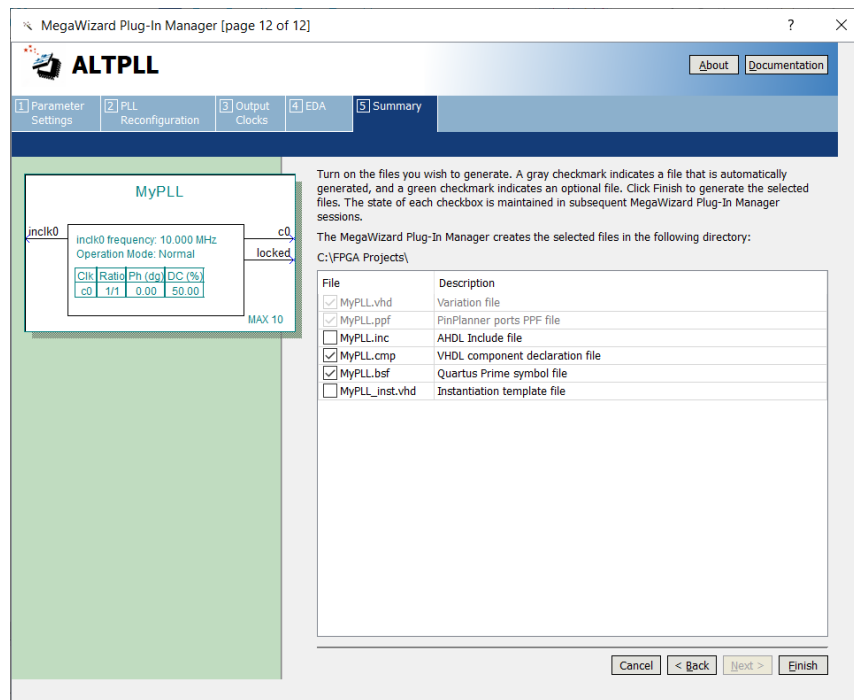 MegaWizard Plug-In Manager [page 12 of 12]
?
ALTPLL
About
Documentation
1 Parameter Settings
2 PLL Reconfiguration
3 Output Clocks
4 EDA
5 Summary
MyPLL
inclk0
c0
locked
inclk0 frequency: 10.000 MHz
Operation Mode: Normal
Clk Ratio Ph (dg) DC (%)
c0 1/1 0.00 50.00
MAX 10
Turn on the files you wish to generate. A gray checkmark indicates a file that is automatically
generated, and a green checkmark indicates an optional file. Click Finish to generate the selected
files. The state of each checkbox is maintained in subsequent MegaWizard Plug-In Manager
sessions.
The MegaWizard Plug-In Manager creates the selected files in the following directory:
C:\FPGA Projects\
File Description
MyPLL.vhd Variation file
MyPLL.ppf PinPlanner ports PPF file
MyPLL.inc AHDL Include file
MyPLL.cmp VHDL component declaration file
MyPLL.bsf Quartus Prime symbol file
MyPLL_inst.vhd Instantiation template file
Cancel
< Back
Next >
Finish